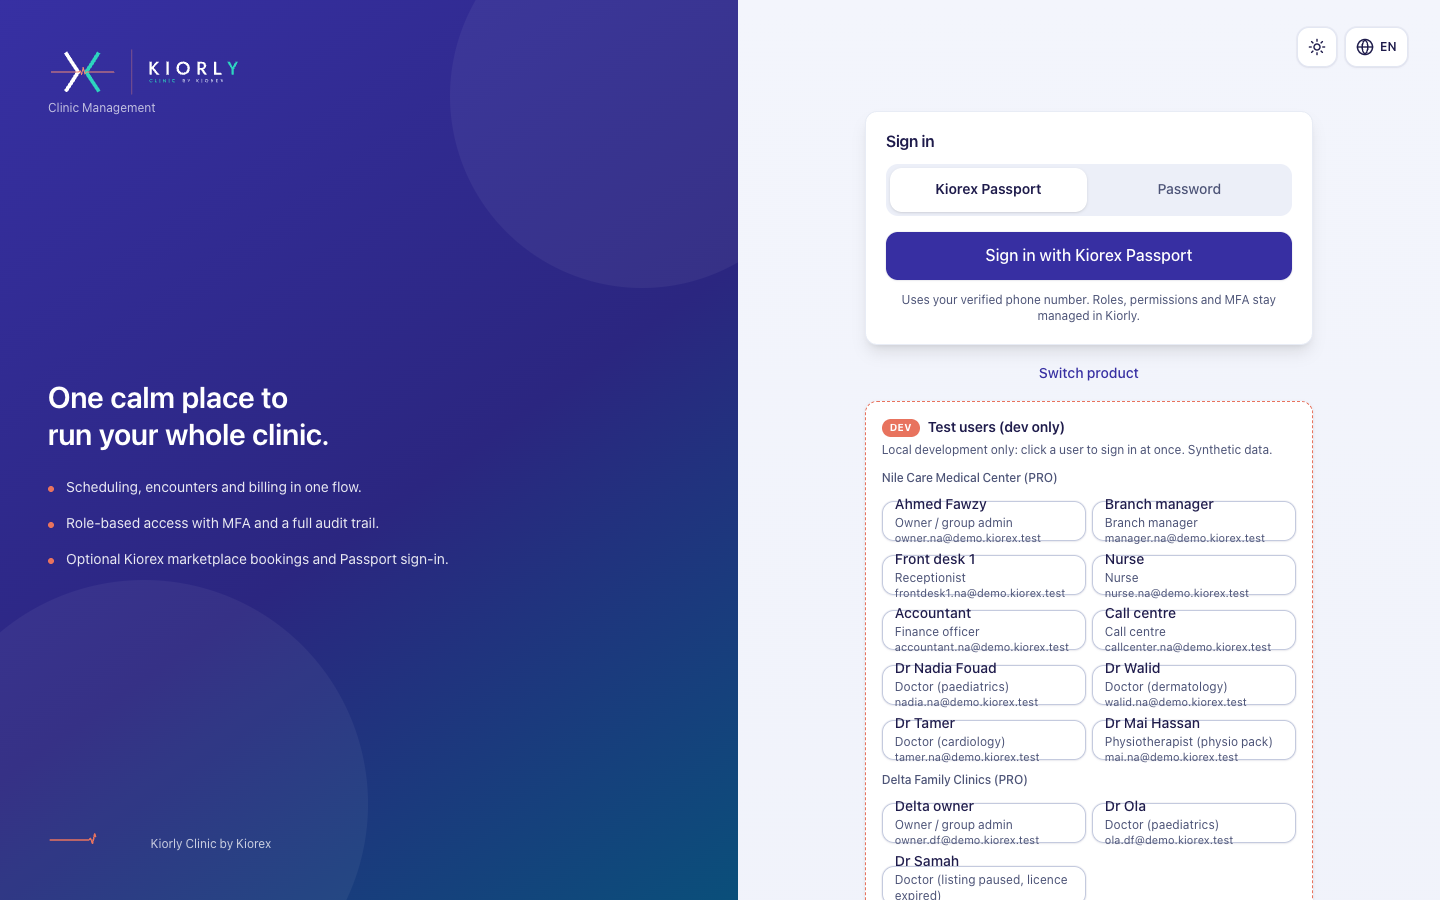 KIORLY
CLINIC BY KIOREX
Clinic Management
One calm place to
run your whole clinic.
Scheduling, encounters and billing in one flow.
Role-based access with MFA and a full audit trail.
Optional Kiorex marketplace bookings and Passport sign-in.
Kiorly Clinic by Kiorex
EN
Sign in
Kiorex Passport
Password
Sign in with Kiorex Passport
Uses your verified phone number. Roles, permissions and MFA stay
managed in Kiorly.
Switch product
DEV Test users (dev only)
Local development only: click a user to sign in at once. Synthetic data.
Nile Care Medical Center (PRO)
Ahmed Fawzy
Owner / group admin
owner.na@demo.kiorex.test
Branch manager
Branch manager
manager.na@demo.kiorex.test
Front desk 1
Receptionist
frontdesk1.na@demo.kiorex.test
Nurse
Nurse
nurse.na@demo.kiorex.test
Accountant
Finance officer
accountant.na@demo.kiorex.test
Call centre
Call centre
callcenter.na@demo.kiorex.test
Dr Nadia Fouad
Doctor (paediatrics)
nadia.na@demo.kiorex.test
Dr Walid
Doctor (dermatology)
walid.na@demo.kiorex.test
Dr Tamer
Doctor (cardiology)
tamer.na@demo.kiorex.test
Dr Mai Hassan
Physiotherapist (physio pack)
mai.na@demo.kiorex.test
Delta Family Clinics (PRO)
Delta owner
Owner / group admin
owner.df@demo.kiorex.test
Dr Ola
Doctor (paediatrics)
ola.df@demo.kiorex.test
Dr Samah
Doctor (listing paused, licence
expired)